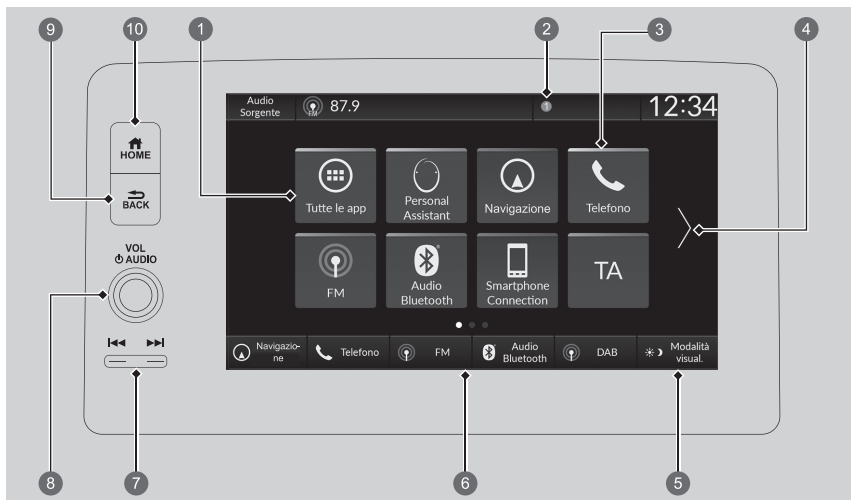 9
10
1
2
3
4
Audio
Sorgente
FM
87.9
1
12:34
HOME
BACK
VOL
AUDIO
Tutte le app
Personal
Assistant
Navigazione
Telefono
FM
Audio
Bluetooth
Smartphone
Connection
TA
Navigazio-
ne
Telefono
FM
Audio
Bluetooth
DAB
Modalità
visual.
8
7
6
5